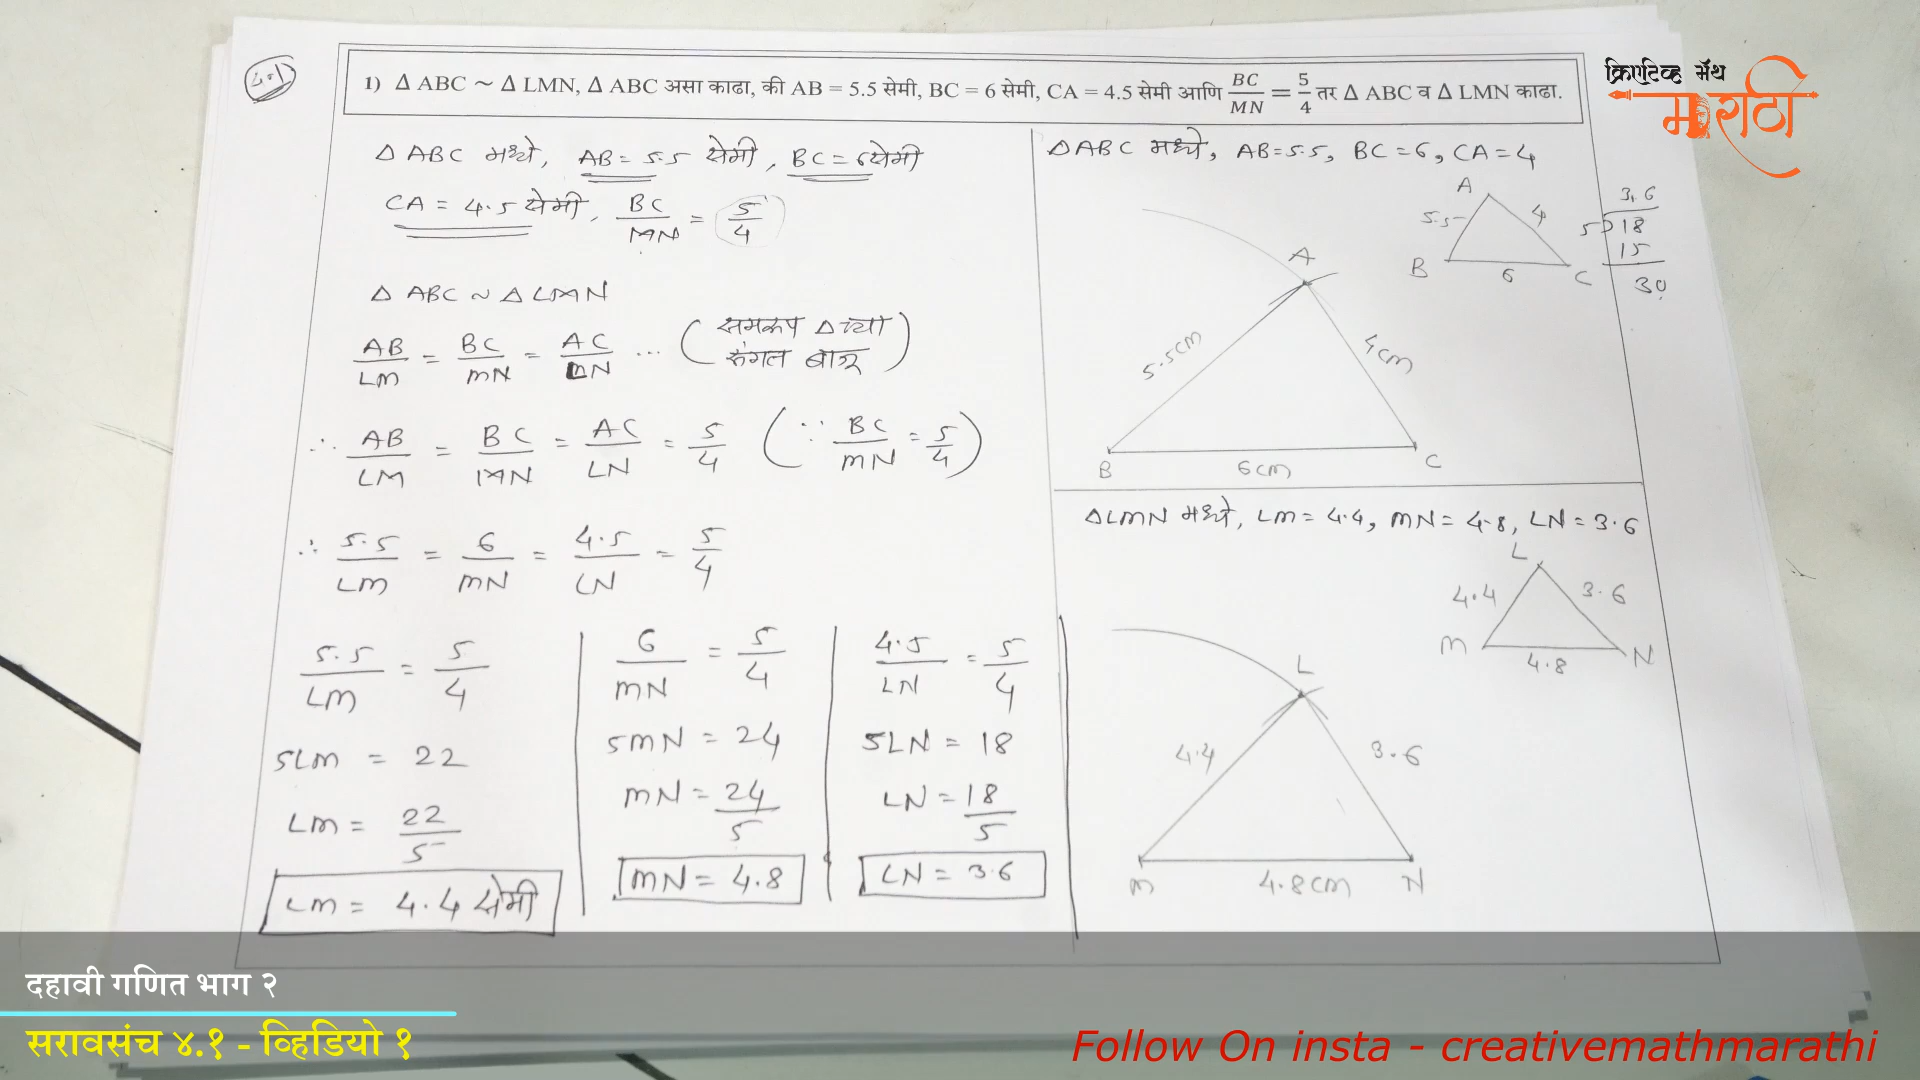 4.1
1) Δ ABC ~ Δ LMN, Δ ABC असा काढा, की AB = 5.5 सेमी, BC = 6 सेमी, CA = 4.5 सेमी आणि BC/MN = 5/4 तर Δ ABC व Δ LMN काढा.
क्रिएटिव्ह मॅथ
मराठी
Δ ABC मध्ये, AB = 5.5 सेमी, BC = 6 सेमी
CA = 4.5 सेमी, BC/MN = 5/4
Δ ABC ~ Δ LMN
AB/LM = BC/MN = AC/LN ... (समरूप Δ च्या
संगत बाजू)
∴ AB/LM = BC/MN = AC/LN = 5/4 (∵ BC/MN = 5/4)
∴ 5.5/LM = 6/MN = 4.5/LN = 5/4
5.5/LM = 5/4
5LM = 22
LM = 22/5
LM = 4.4 सेमी
6/MN = 5/4
5MN = 24
MN = 24/5
MN = 4.8
4.5/LN = 5/4
5LN = 18
LN = 18/5
LN = 3.6
Δ ABC मध्ये, AB = 5.5, BC = 6, CA = 4
A
5.5
4
B
6
C
3.6
5 18
15
30
A
5.5cm
4cm
B
6cm
C
Δ LMN मध्ये, LM = 4.4, MN = 4.8, LN = 3.6
L
4.4
3.6
M
4.8
N
L
4.4
3.6
M
4.8cm
N
दहावी गणित भाग २
सरावसंच ४.१ - व्हिडियो १
Follow On insta - creativemathmarathi